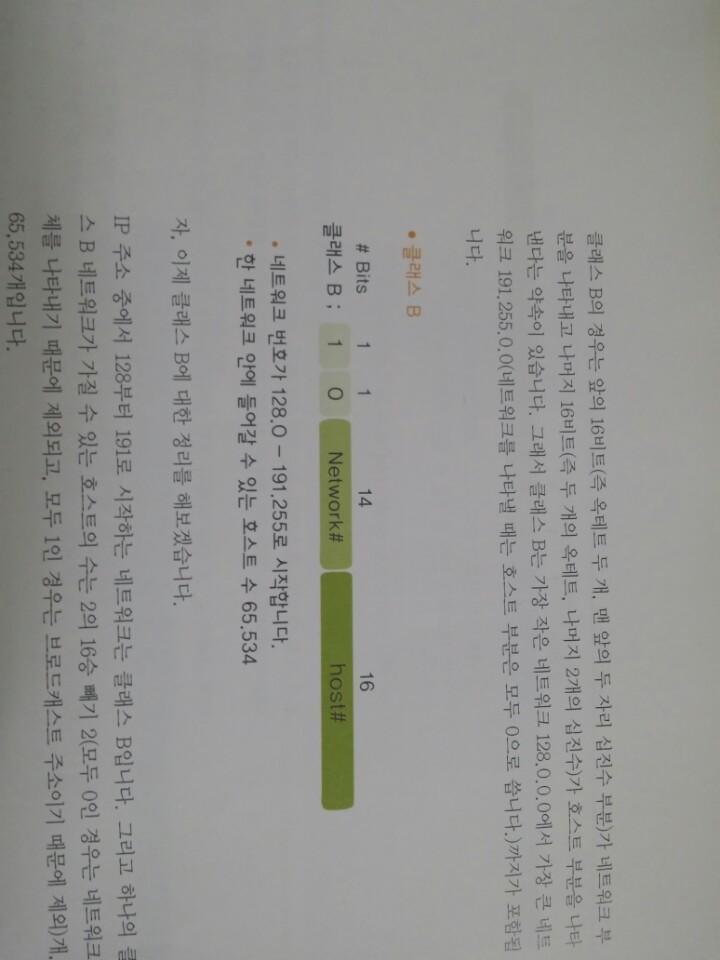 클래스 B의 경우는 앞의 16비트(즉 옥테트 두 개, 맨 앞의 두 자리 십진수 부분)가 네트워크 부
분을 나타내고 나머지 16비트(즉 두 개의 옥테트, 나머지 2개의 십진수)가 호스트 부분을 나타
낸다는 약속이 있습니다. 그래서 클래스 B는 가장 작은 네트워크 128.0.0.0에서 가장 큰 네트
워크 191.255.0.0(네트워크를 나타낼 때는 호스트 부분은 모두 0으로 씁니다.)까지가 포함됩
니다.
• 클래스 B
# Bits 1 1 14 16
클래스 B ; 1 0 Network# host#
• 네트워크 번호가 128.0 – 191.255로 시작합니다.
• 한 네트워크 안에 들어갈 수 있는 호스트 수 65,534
자, 이제 클래스 B에 대한 정리를 해보겠습니다.
IP 주소 중에서 128부터 191로 시작하는 네트워크는 클래스 B입니다. 그리고 하나의 클
스 B 네트워크가 가질 수 있는 호스트의 수는 2의 16승 빼기 2(모두 0인 경우는 네트워크
체를 나타내기 때문에 제외되고, 모두 1인 경우는 브로드캐스트 주소이기 때문에 제외)개,
65,534개입니다.